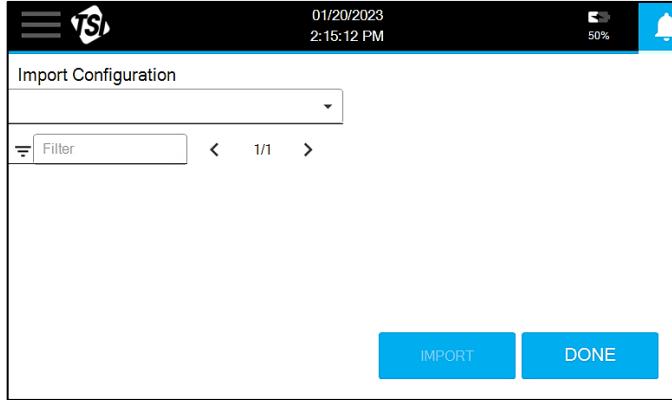 TSI
01/20/2023
2:15:12 PM
50%
Import Configuration
Filter
1/1
IMPORT
DONE